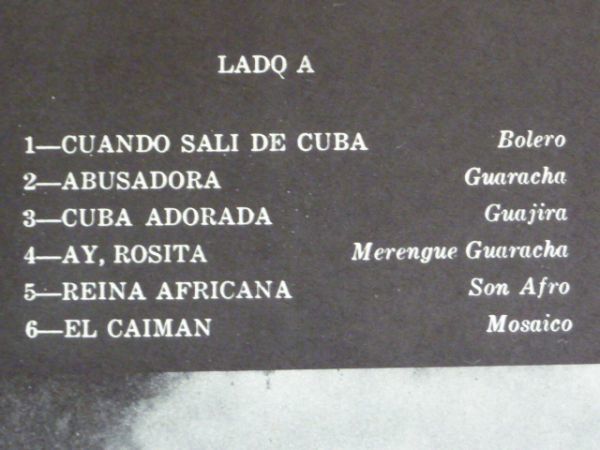 LADQ A
1—CUANDO SALI DE CUBA Bolero
2—ABUSADORA Guaracha
3—CUBA ADORADA Guajira
4—AY, ROSITA Merengue Guaracha
5—REINA AFRICANA Son Afro
6—EL CAIMAN Mosaico